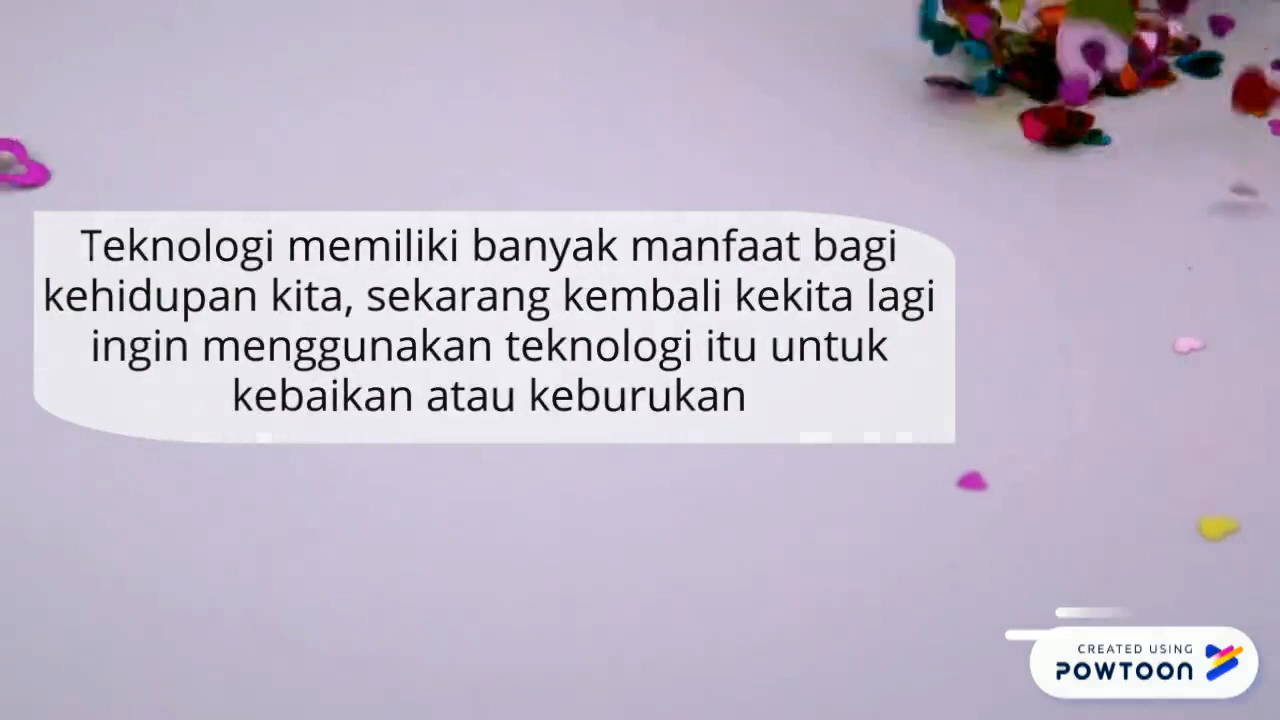 Teknologi memiliki banyak manfaat bagi
kehidupan kita, sekarang kembali kekita lagi
ingin menggunakan teknologi itu untuk
kebaikan atau keburukan
CREATED USING
POWTOON